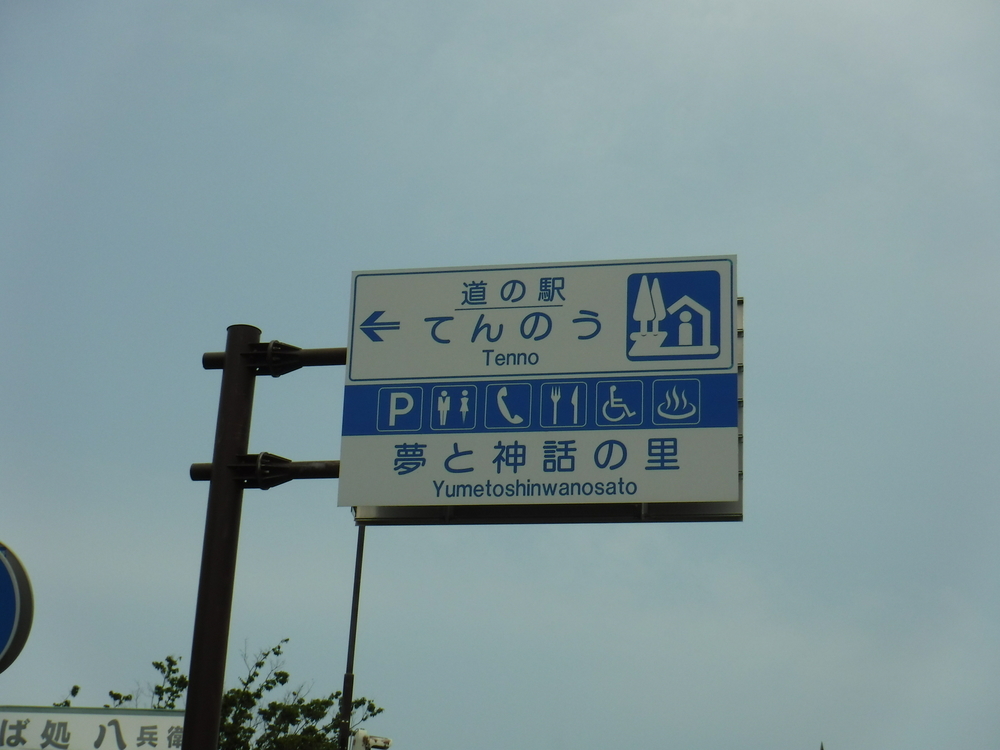 道の駅
てんのう
Tenno
P
夢と神話の里
Yumetoshinwanosato
ば処 八兵衛